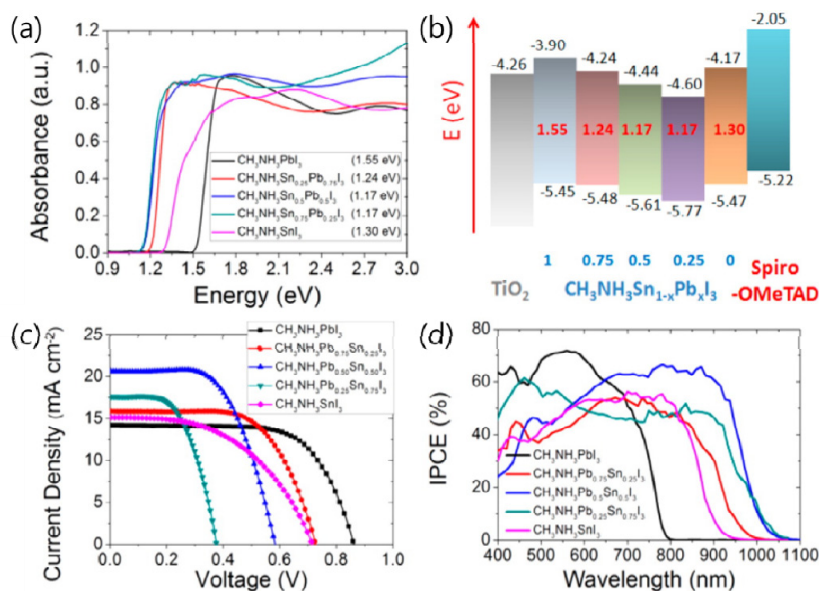 (a)
1.2
1.0
0.8
0.6
0.4
0.2
0.0
Absorbance (a.u.)
CH₃NH₃PbI₃ (1.55 eV)
CH₃NH₃Sn₀.₂₅Pb₀.₇₅I₃ (1.24 eV)
CH₃NH₃Sn₀.₅Pb₀.₅I₃ (1.17 eV)
CH₃NH₃Sn₀.₇₅Pb₀.₂₅I₃ (1.17 eV)
CH₃NH₃SnI₃ (1.30 eV)
0.9 1.2 1.5 1.8 2.1 2.4 2.7 3.0
Energy (eV)
(b)
E (eV)
-2.05
-4.26 -3.90 -4.24 -4.44 -4.60 -4.17
1.55 1.24 1.17 1.17 1.30
-5.45 -5.48 -5.61 -5.77 -5.47 -5.22
1 0.75 0.5 0.25 0
TiO₂ CH₃NH₃Sn₁₋ₓPbₓI₃ Spiro
-OMeTAD
(c)
25
20
15
10
5
0
Current Density (mA cm⁻²)
CH₃NH₃PbI₃
CH₃NH₃Pb₀.₇₅Sn₀.₂₅I₃
CH₃NH₃Pb₀.₅₀Sn₀.₅₀I₃
CH₃NH₃Pb₀.₂₅Sn₀.₇₅I₃
CH₃NH₃SnI₃
0.0 0.2 0.4 0.6 0.8 1.0
Voltage (V)
(d)
80
60
40
20
0
IPCE (%)
CH₃NH₃PbI₃
CH₃NH₃Pb₀.₇₅Sn₀.₂₅I₃
CH₃NH₃Pb₀.₅Sn₀.₅I₃
CH₃NH₃Pb₀.₂₅Sn₀.₇₅I₃
CH₃NH₃SnI₃
400 500 600 700 800 900 1000 1100
Wavelength (nm)